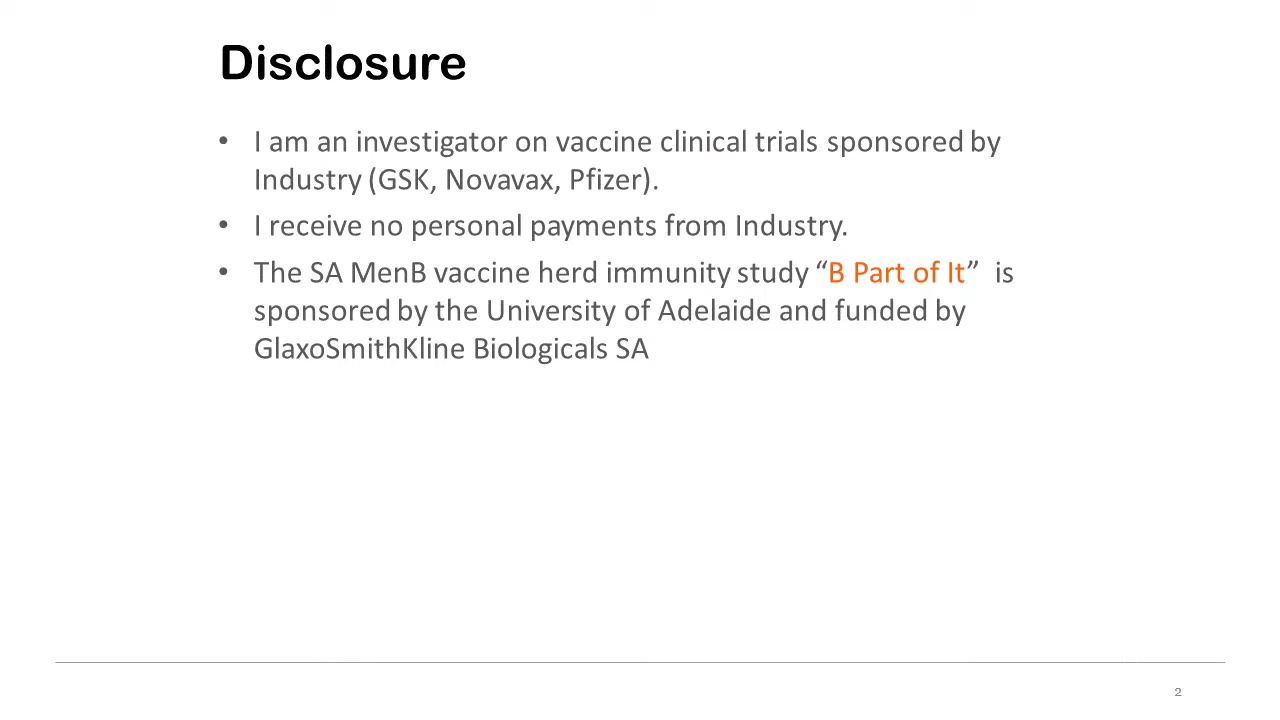 Disclosure
• I am an investigator on vaccine clinical trials sponsored by
Industry (GSK, Novavax, Pfizer).
• I receive no personal payments from Industry.
• The SA MenB vaccine herd immunity study “B Part of It”  is
sponsored by the University of Adelaide and funded by
GlaxoSmithKline Biologicals SA
2